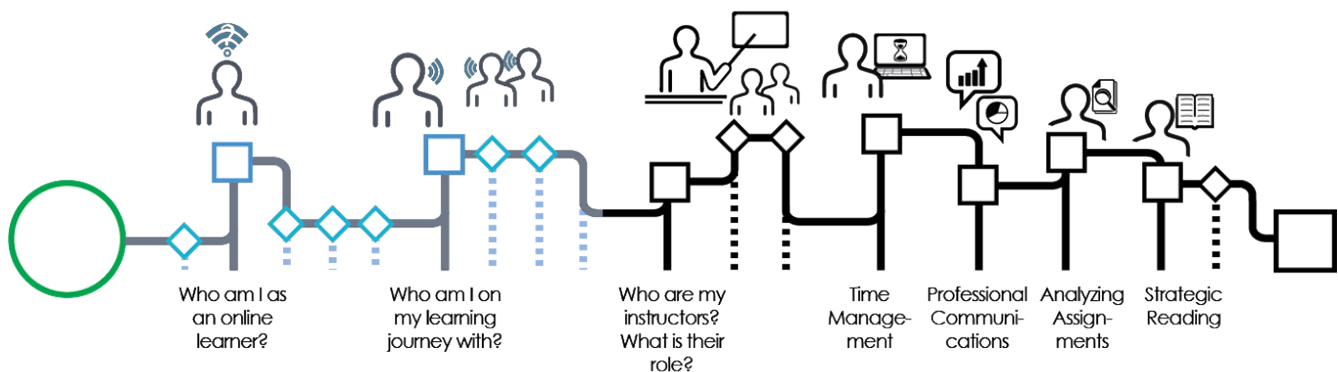 ?
Who am I as
an online
learner?
Who am I on
my learning
journey with?
Who are my
instructors?
What is their
role?
Time
Manage-
ment
Professional
Communi-
cations
Analyzing
Assign-
ments
Strategic
Reading